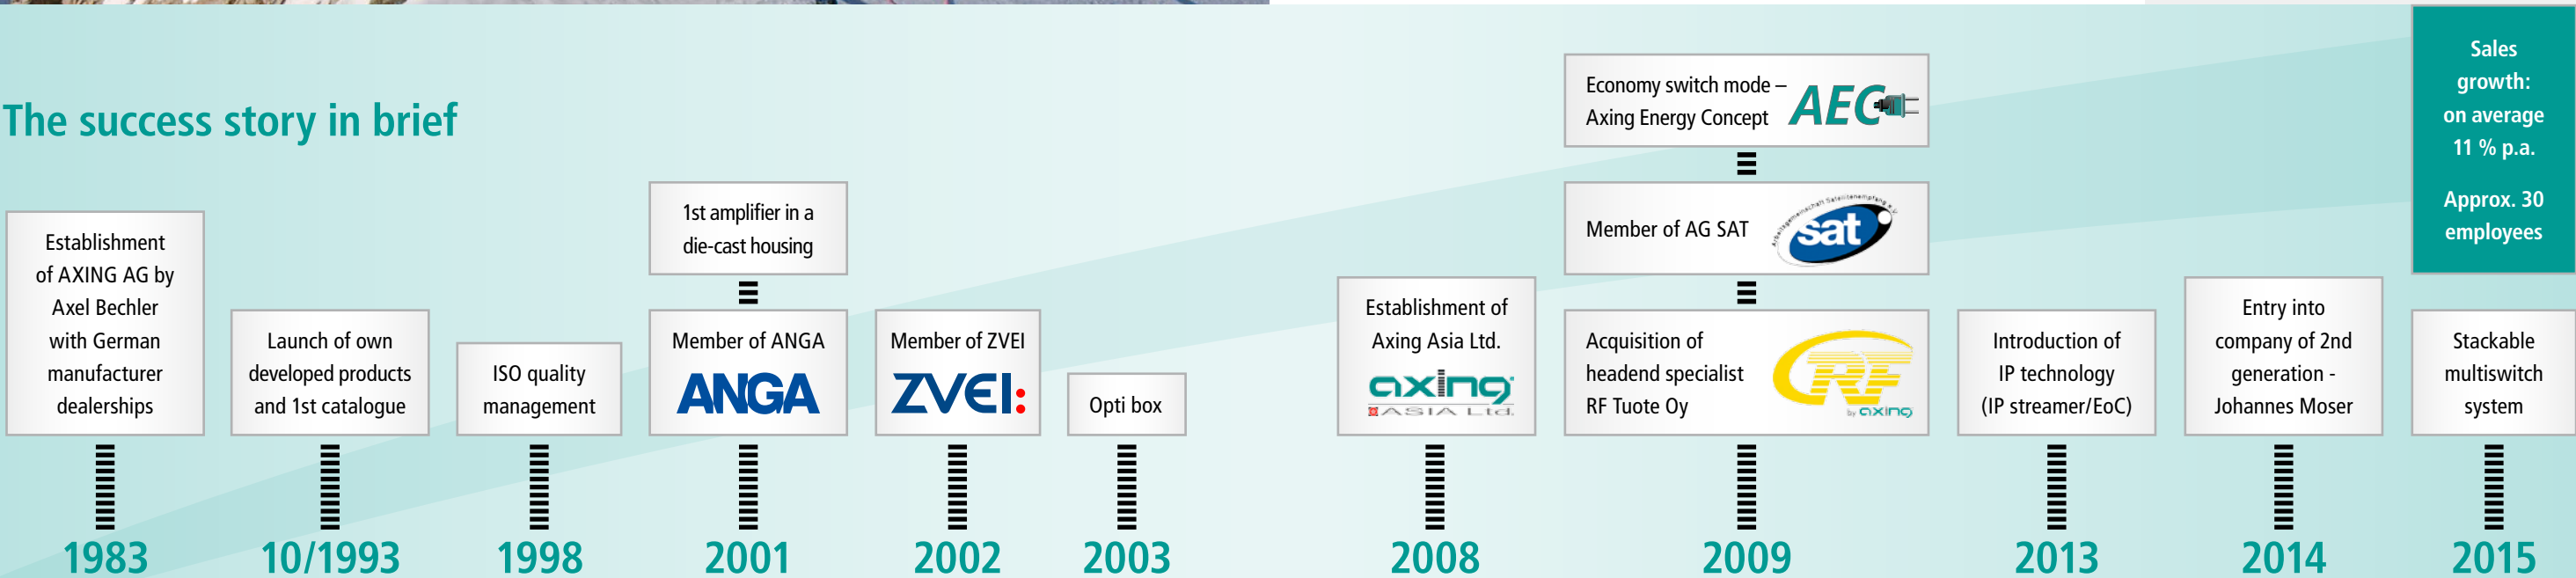 The success story in brief
Establishment
of AXING AG by
Axel Bechler
with German
manufacturer
dealerships
1983
Launch of own
developed products
and 1st catalogue
10/1993
ISO quality
management
1998
1st amplifier in a
die-cast housing
Member of ANGA
ANGA
2001
Member of ZVEI
ZVEI:
2002
Opti box
2003
Establishment of
Axing Asia Ltd.
axing
ASIA Ltd.
2008
Economy switch mode –
Axing Energy Concept
AEC
Member of AG SAT
Arbeitsgemeinschaft Satellitenempfang e.V.
sat
Acquisition of
headend specialist
RF Tuote Oy
RF
by axing
2009
Introduction of
IP technology
(IP streamer/EoC)
2013
Entry into
company of 2nd
generation -
Johannes Moser
2014
Sales
growth:
on average
11 % p.a.
Approx. 30
employees
Stackable
multiswitch
system
2015